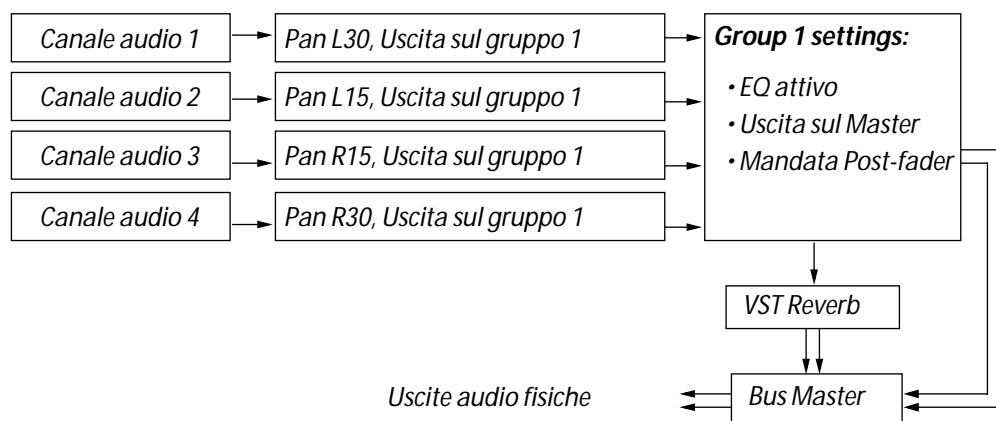 Canale audio 1
Pan L30, Uscita sul gruppo 1
Canale audio 2
Pan L15, Uscita sul gruppo 1
Canale audio 3
Pan R15, Uscita sul gruppo 1
Canale audio 4
Pan R30, Uscita sul gruppo 1
Group 1 settings:
• EQ attivo
• Uscita sul Master
• Mandata Post-fader
VST Reverb
Bus Master
Uscite audio fisiche